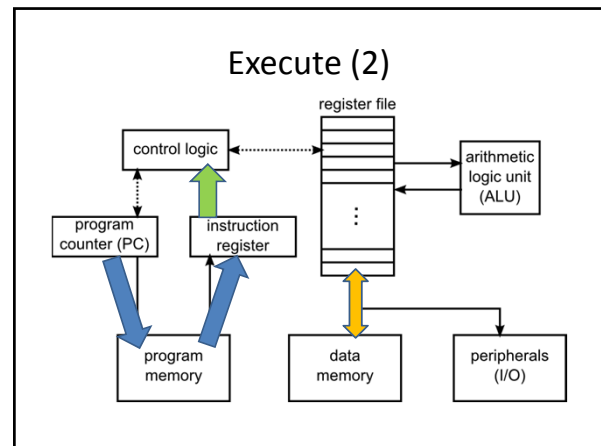 Execute (2)
register file
control logic
arithmetic
logic unit
(ALU)
program
counter (PC)
instruction
register
program
memory
data
memory
peripherals
(I/O)